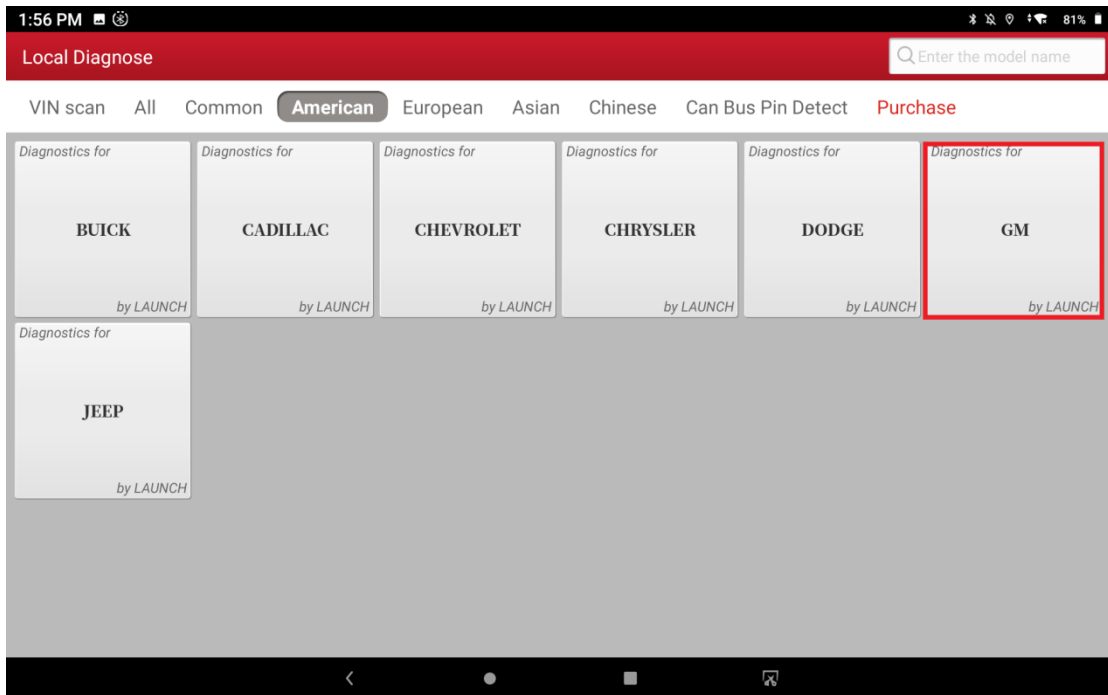 1:56 PM 81%
Local Diagnose Enter the model name
VIN scan All Common American European Asian Chinese Can Bus Pin Detect Purchase
Diagnostics for Diagnostics for Diagnostics for Diagnostics for Diagnostics for Diagnostics for
BUICK CADILLAC CHEVROLET CHRYSLER DODGE GM
by LAUNCH by LAUNCH by LAUNCH by LAUNCH by LAUNCH by LAUNCH
Diagnostics for
JEEP
by LAUNCH